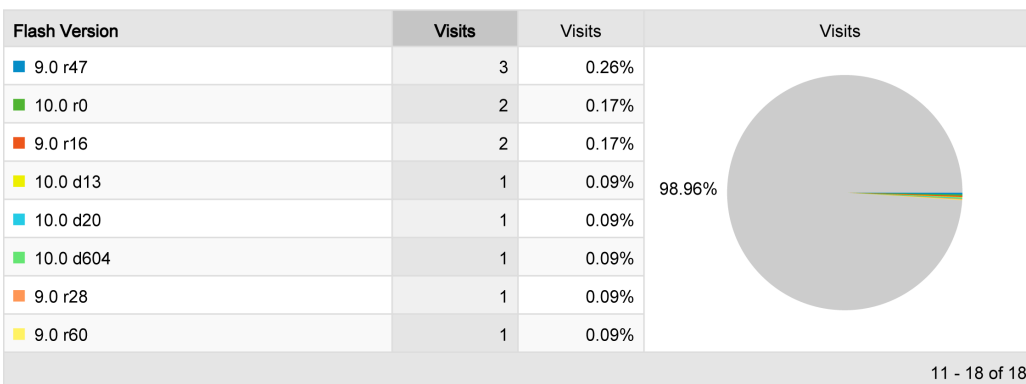 Flash Version Visits Visits Visits
9.0 r47 3 0.26%
10.0 r0 2 0.17%
9.0 r16 2 0.17%
10.0 d13 1 0.09%
98.96%
10.0 d20 1 0.09%
10.0 d604 1 0.09%
9.0 r28 1 0.09%
9.0 r60 1 0.09%
11 - 18 of 18